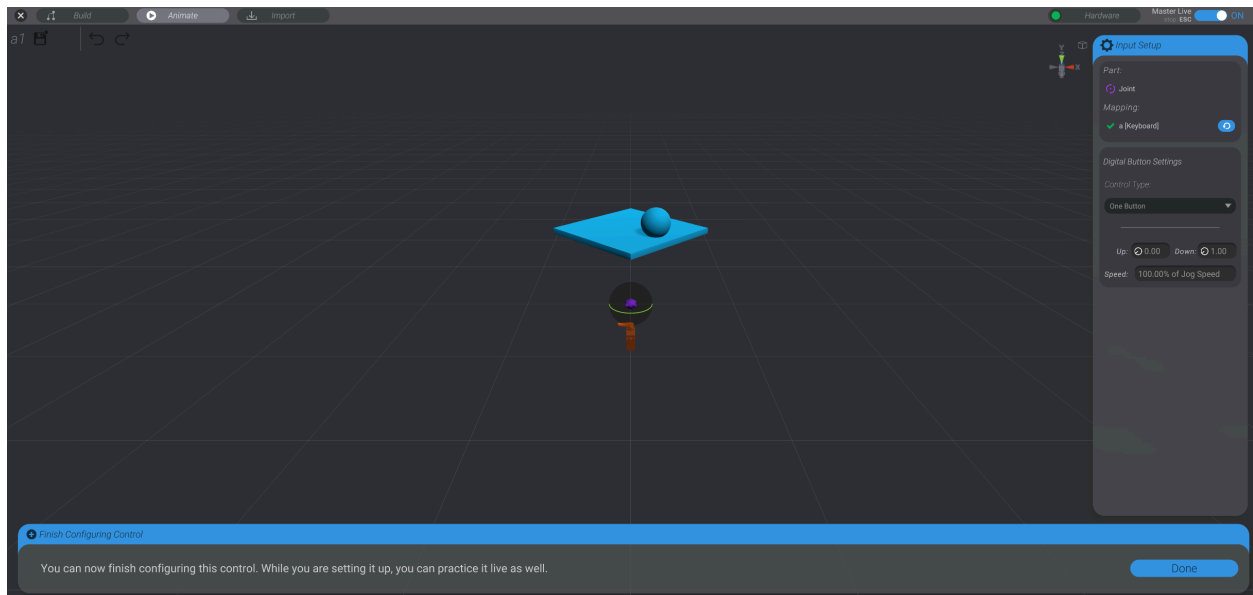 Build
Animate
Import
Hardware
Master Live
stop: ESC
ON
a1
Y
X
Input Setup
Part:
Joint
Mapping:
a [Keyboard]
Digital Button Settings
Control Type:
One Button
Up: 0.00 Down: 1.00
Speed: 100.00% of Jog Speed
Finish Configuring Control
You can now finish configuring this control. While you are setting it up, you can practice it live as well.
Done